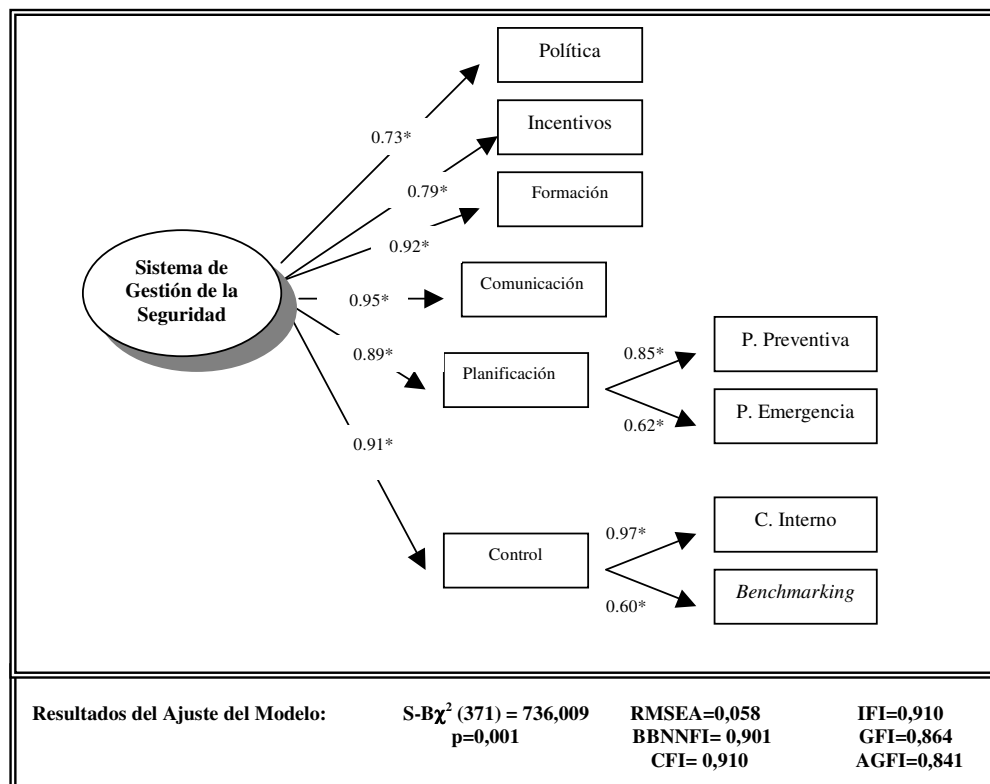 Política
0.73*
Incentivos
0.79*
Formación
0.92*
Sistema de
Gestión de la
Seguridad
Comunicación
0.95*
P. Preventiva
0.85*
0.89*
Planificación
P. Emergencia
0.62*
0.91*
C. Interno
0.97*
Control
Benchmarking
0.60*
Resultados del Ajuste del Modelo: S-Bχ² (371) = 736,009 RMSEA=0,058 IFI=0,910
p=0,001 BBNNFI= 0,901 GFI=0,864
CFI= 0,910 AGFI=0,841